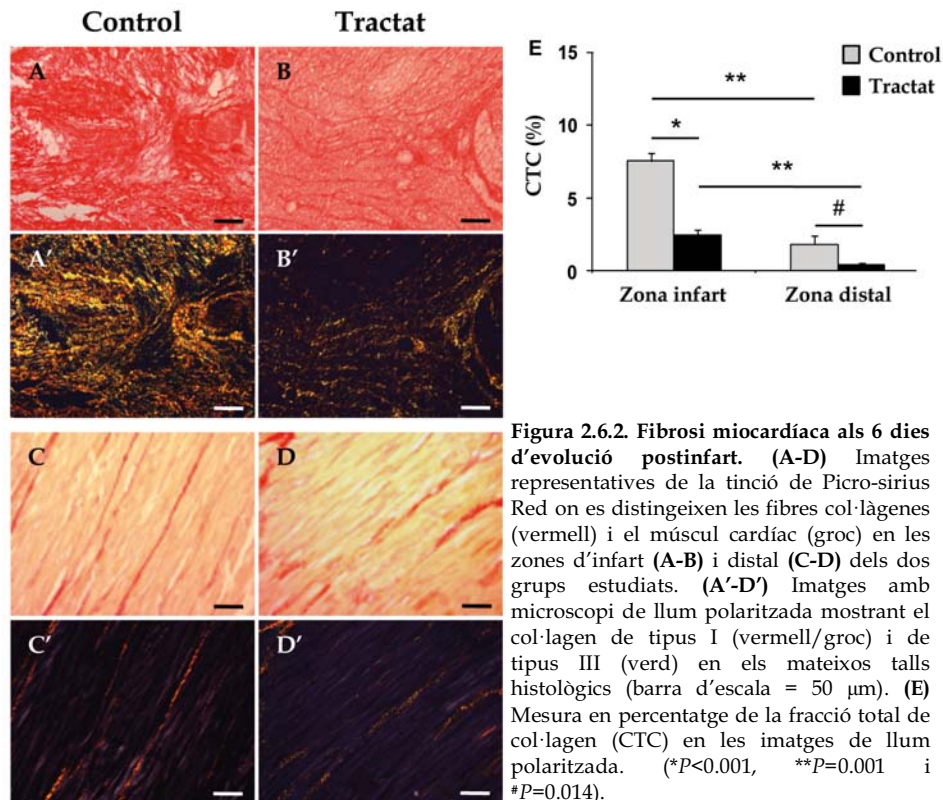 Control
Tractat
A
B
A'
B'
C
D
C'
D'
E
15
10
5
0
CTC (%)
Control
Tractat
**
*
**
#
Zona infart
Zona distal
Figura 2.6.2. Fibrosi miocardíaca als 6 dies
d'evolució postinfart. (A-D) Imatges
representatives de la tinció de Picro-sirius
Red on es distingeixen les fibres col·làgenes
(vermell) i el múscul cardíac (groc) en les
zones d'infart (A-B) i distal (C-D) dels dos
grups estudiats. (A'-D') Imatges amb
microscopi de llum polaritzada mostrant el
col·lagen de tipus I (vermell/groc) i de
tipus III (verd) en els mateixos talls
histològics (barra d'escala = 50 μm). (E)
Mesura en percentatge de la fracció total de
col·lagen (CTC) en les imatges de llum
polaritzada. (*P<0.001, **P=0.001 i
#P=0.014).